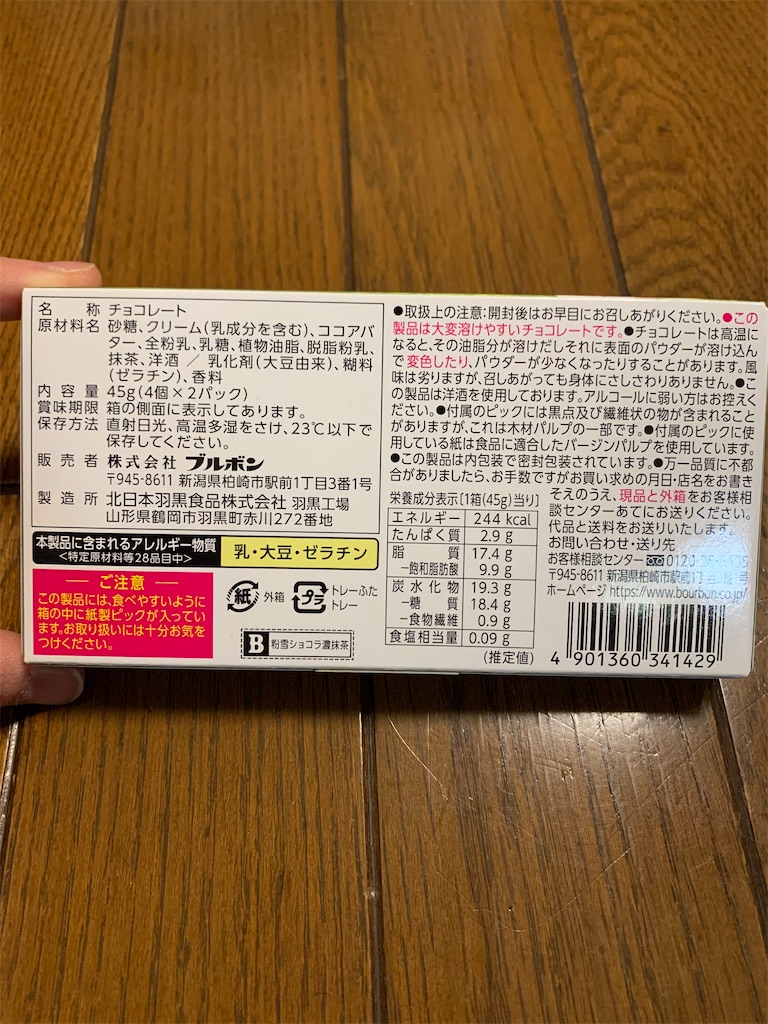 名　　称 チョコレート
原材料名 砂糖、クリーム(乳成分を含む)、ココアバ
ター、全粉乳、乳糖、植物油脂、脱脂粉乳、
抹茶、洋酒 ／ 乳化剤(大豆由来)、糊料
(ゼラチン)、香料
内 容 量 45g(4個×2パック)
賞味期限 箱の側面に表示してあります。
保存方法 直射日光、高温多湿をさけ、23℃以下で
保存してください。
販 売 者 株式会社 ブルボン
〒945-8611 新潟県柏崎市駅前1丁目3番1号
製 造 所 北日本羽黒食品株式会社 羽黒工場
山形県鶴岡市羽黒町赤川272番地
本製品に含まれるアレルギー物質
<特定原材料等28品目中>
乳・大豆・ゼラチン
ご注意
この製品には、食べやすいように
箱の中に紙製ピックが入ってい
ます。お取り扱いには十分お気を
つけください。
紙 外箱
プラ トレーふた
トレー
B 粉雪ショコラ濃抹茶
●取扱上の注意:開封後はお早目にお召しあがりください。●この
製品は大変溶けやすいチョコレートです。●チョコレートは高温に
なると、その油脂分が溶けだしそれに表面のパウダーが溶け込ん
で変色したり、パウダーが少なくなったりすることがあります。風
味は劣りますが、召しあがっても身体にさしさわりありません。●こ
の製品は洋酒を使用しております。アルコールに弱い方はお控え
ください。●付属のピックには黒点及び繊維状の物が含まれること
がありますが、これは木材パルプの一部です。●付属のピックに使
用している紙は食品に適合したバージンパルプを使用しています。
●この製品は内包装で密封包装されています。●万一品質に不都
合がありましたら、お手数ですがお買い求めの月日・店名をお書き
そえのうえ、現品と外箱をお客様相
談センターあてにお送りください。
代品と送料をお送りいたします。
お問い合わせ・送り先
お客様相談センター
〒945-8611 新潟県柏崎市駅前1丁目3番1号
ホームページ https://www.bourbon.co.jp/
栄養成分表示[1箱(45g)当り]
エネルギー 244 kcal
たんぱく質 2.9 g
脂　　質 17.4 g
−飽和脂肪酸 9.9 g
炭 水 化 物 19.3 g
−糖　　質 18.4 g
−食物繊維 0.9 g
食塩相当量 0.09 g
(推定値)
4 901360 341429